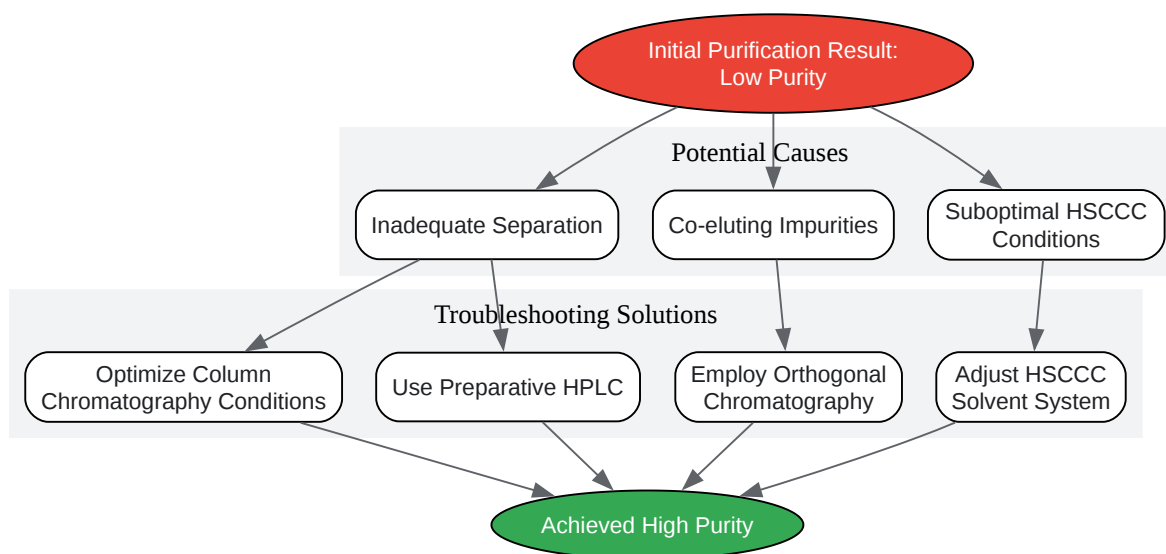 Initial Purification Result:
Low Purity
Potential Causes
Inadequate Separation
Co-eluting Impurities
Suboptimal HSCCC
Conditions
Troubleshooting Solutions
Optimize Column
Chromatography Conditions
Use Preparative HPLC
Employ Orthogonal
Chromatography
Adjust HSCCC
Solvent System
Achieved High Purity